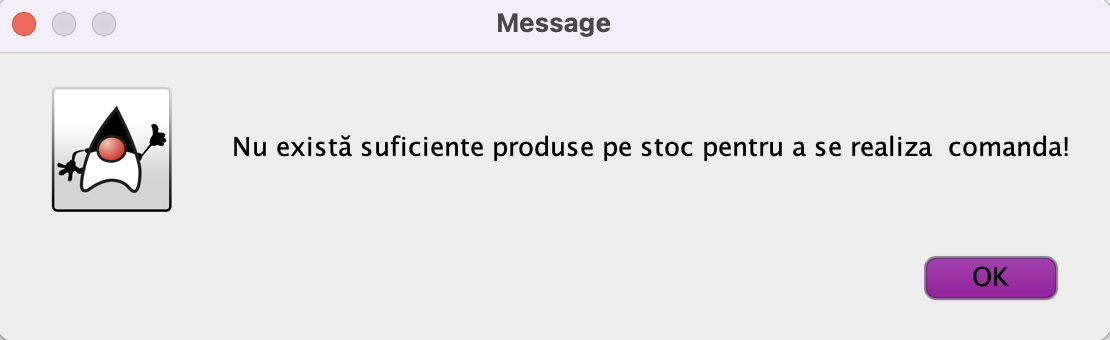 Message
Nu există suficiente produse pe stoc pentru a se realiza  comanda!
OK